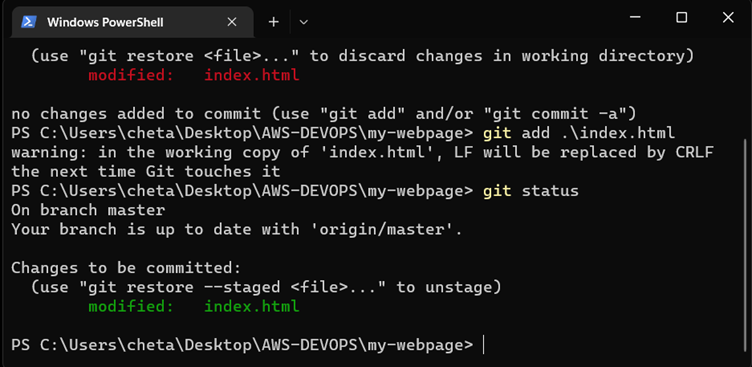 Windows PowerShell
(use "git restore <file>..." to discard changes in working directory)
modified:   index.html
no changes added to commit (use "git add" and/or "git commit -a")
PS C:\Users\cheta\Desktop\AWS-DEVOPS\my-webpage> git add .\index.html
warning: in the working copy of 'index.html', LF will be replaced by CRLF
the next time Git touches it
PS C:\Users\cheta\Desktop\AWS-DEVOPS\my-webpage> git status
On branch master
Your branch is up to date with 'origin/master'.
Changes to be committed:
(use "git restore --staged <file>..." to unstage)
modified:   index.html
PS C:\Users\cheta\Desktop\AWS-DEVOPS\my-webpage>